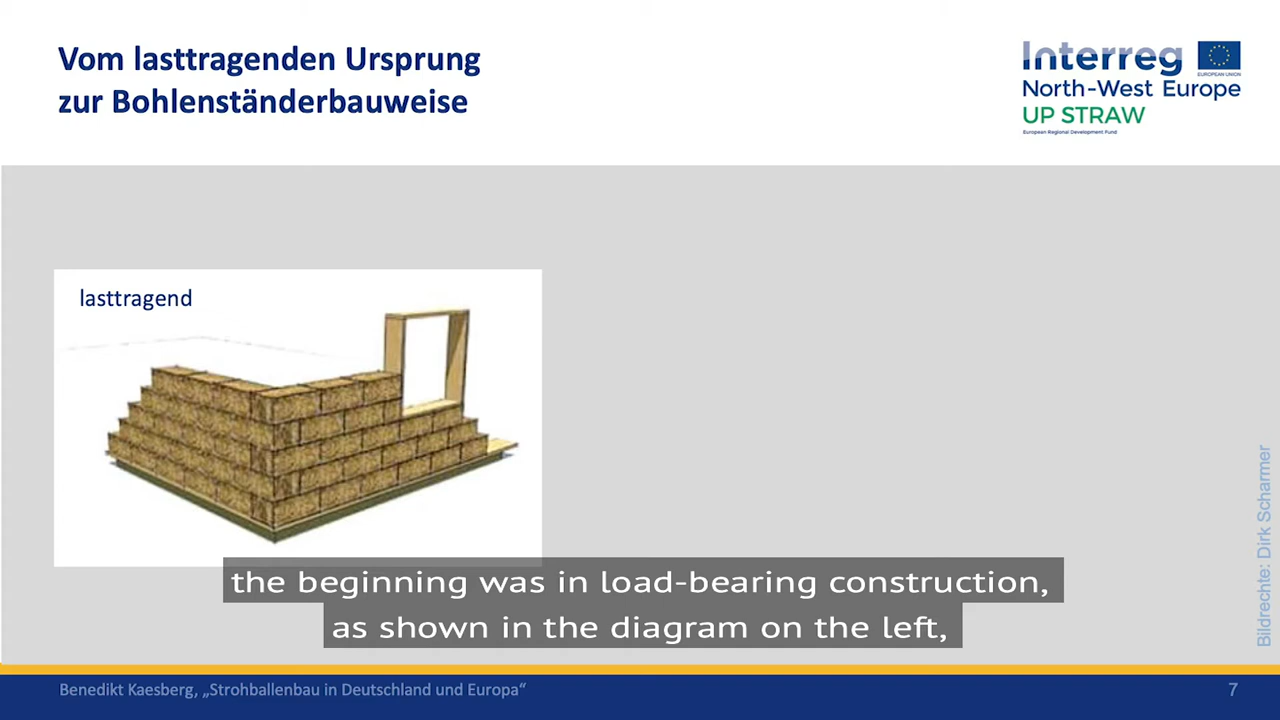 Vom lasttragenden Ursprung
zur Bohlenständerbauweise
Interreg
EUROPEAN UNION
North-West Europe
UP STRAW
European Regional Development Fund
lasttragend
Bildrechte: Dirk Scharmer
the beginning was in load-bearing construction,
as shown in the diagram on the left,
Benedikt Kaesberg, „Strohballenbau in Deutschland und Europa“
7